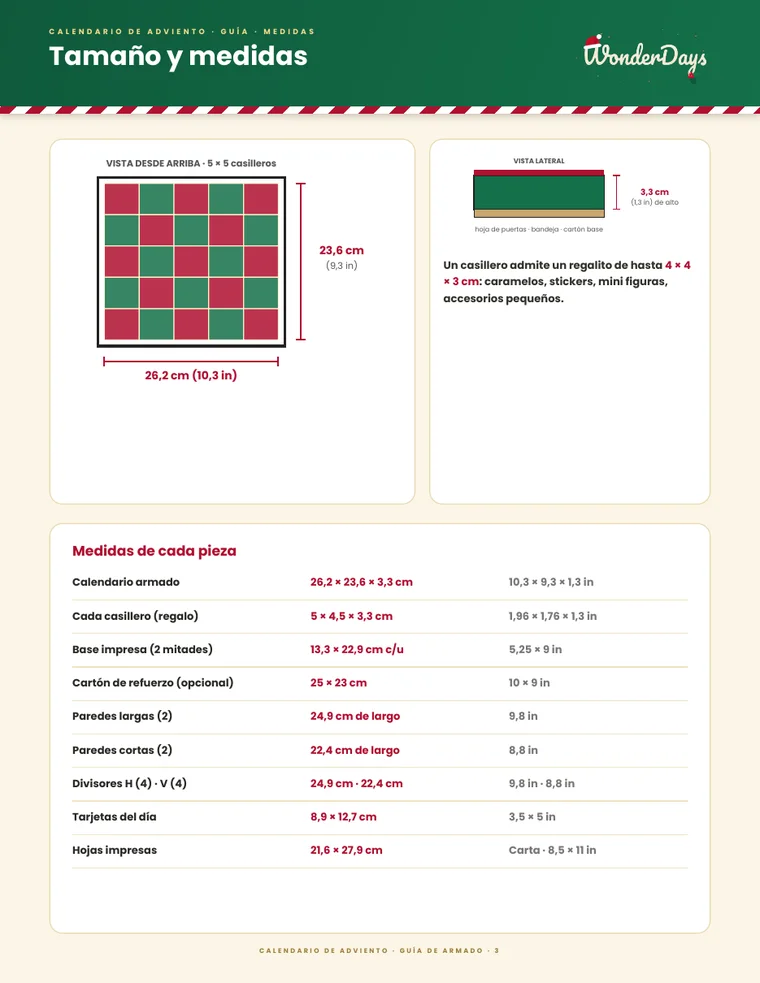 CALENDARIO DE ADVIENTO · GUÍA · MEDIDAS
Tamaño y medidas
WonderDays
VISTA DESDE ARRIBA · 5 × 5 casilleros
23,6 cm
(9,3 in)
26,2 cm (10,3 in)
VISTA LATERAL
3,3 cm
(1,3 in) de alto
hoja de puertas · bandeja · cartón base
Un casillero admite un regalito de hasta 4 × 4
× 3 cm: caramelos, stickers, mini figuras,
accesorios pequeños.
Medidas de cada pieza
Calendario armado 26,2 × 23,6 × 3,3 cm 10,3 × 9,3 × 1,3 in
Cada casillero (regalo) 5 × 4,5 × 3,3 cm 1,96 × 1,76 × 1,3 in
Base impresa (2 mitades) 13,3 × 22,9 cm c/u 5,25 × 9 in
Cartón de refuerzo (opcional) 25 × 23 cm 10 × 9 in
Paredes largas (2) 24,9 cm de largo 9,8 in
Paredes cortas (2) 22,4 cm de largo 8,8 in
Divisores H (4) · V (4) 24,9 cm · 22,4 cm 9,8 in · 8,8 in
Tarjetas del día 8,9 × 12,7 cm 3,5 × 5 in
Hojas impresas 21,6 × 27,9 cm Carta · 8,5 × 11 in
CALENDARIO DE ADVIENTO · GUÍA DE ARMADO · 3